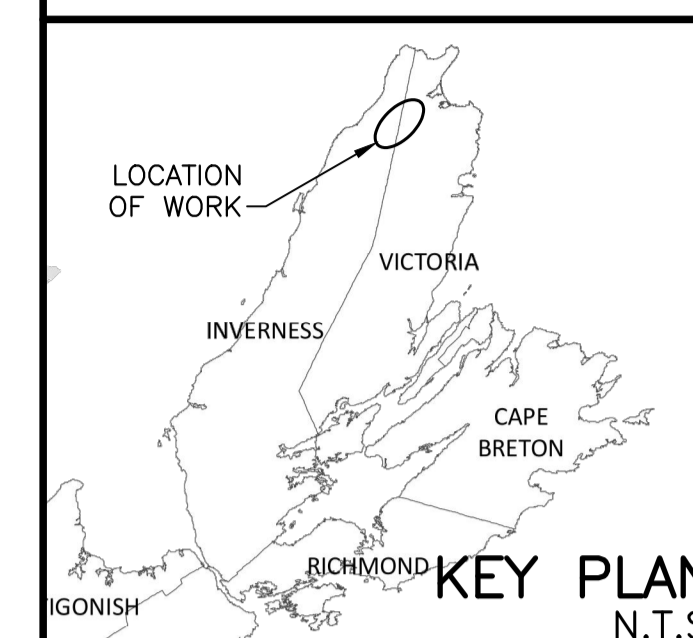 LOCATION
OF WORK
VICTORIA
INVERNESS
CAPE
BRETON
RICHMOND
KEY PLAN
N.T.S
IGONISH